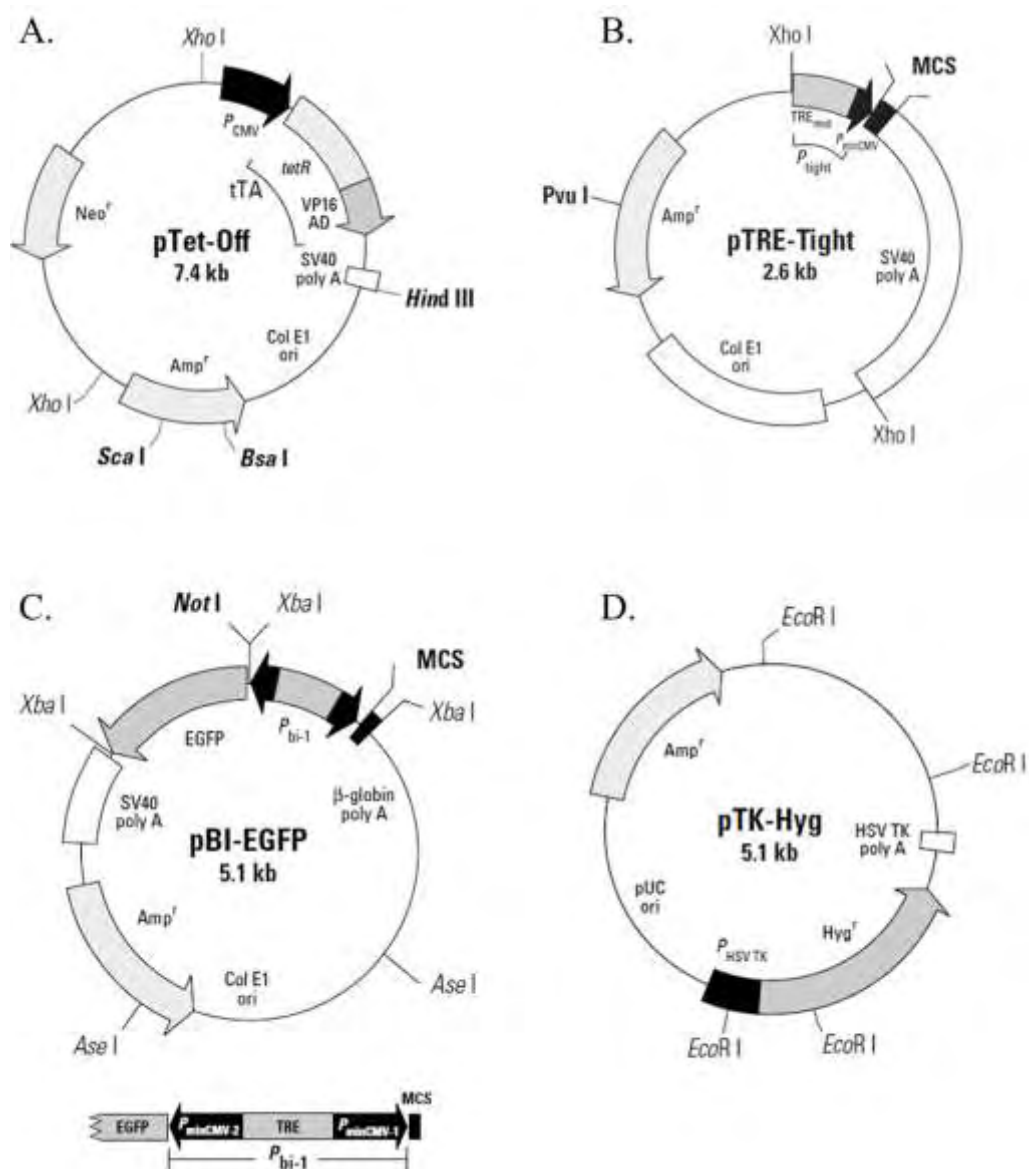 A.
Xho I
P CMV
tetR
tTA
VP16
AD
Neo r
pTet-Off
7.4 kb
SV40
poly A
Hind III
Col E1
ori
Amp r
Xho I
Sca I
Bsa I
B.
Xho I
MCS
TRE mod
P minCMV
P tight
Pvu I
Amp r
pTRE-Tight
2.6 kb
SV40
poly A
Col E1
ori
Xho I
C.
Not I
Xba I
MCS
Xba I
Xba I
EGFP
P bi-1
SV40
poly A
β-globin
poly A
pBI-EGFP
5.1 kb
Amp r
Col E1
ori
Ase I
Ase I
MCS
EGFP
P minCMV-2
TRE
P minCMV-1
P bi-1
D.
EcoR I
Amp r
EcoR I
pTK-Hyg
5.1 kb
HSV TK
poly A
pUC
ori
Hyg r
P HSV TK
EcoR I
EcoR I